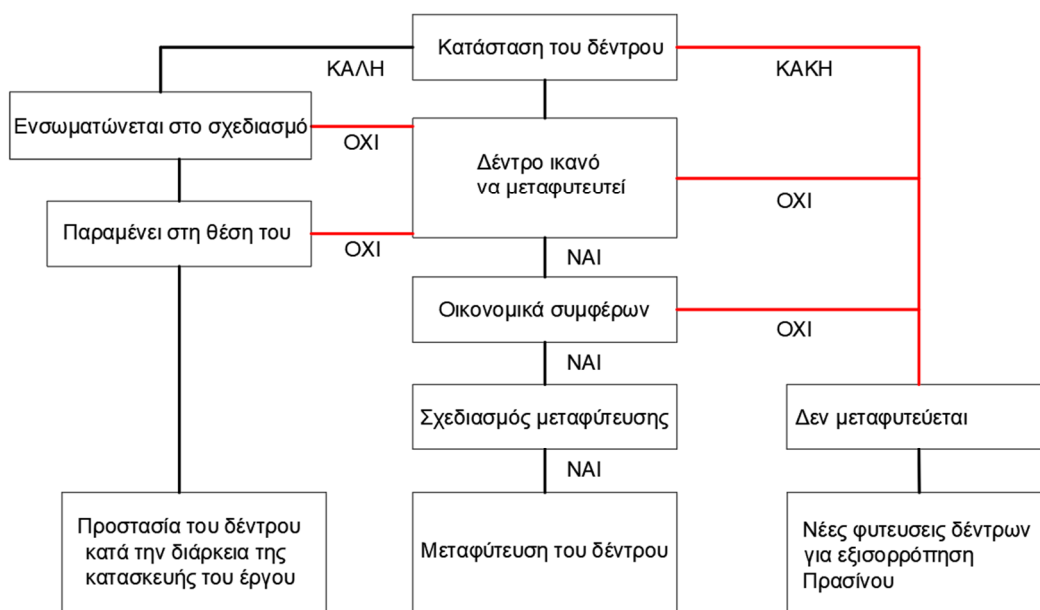 Κατάσταση του δέντρου
ΚΑΛΗ
ΚΑΚΗ
Ενσωματώνεται στο σχεδιασμό
ΟΧΙ
Δέντρο ικανό
να μεταφυτευτεί
ΟΧΙ
Παραμένει στη θέση του
ΟΧΙ
ΝΑΙ
Οικονομικά συμφέρων
ΟΧΙ
ΝΑΙ
Σχεδιασμός μεταφύτευσης
Δεν μεταφυτεύεται
ΝΑΙ
Προστασία του δέντρου
κατά την διάρκεια της
κατασκευής του έργου
Μεταφύτευση του δέντρου
Νέες φυτευσεις δέντρων
για εξισορρόπηση
Πρασίνου